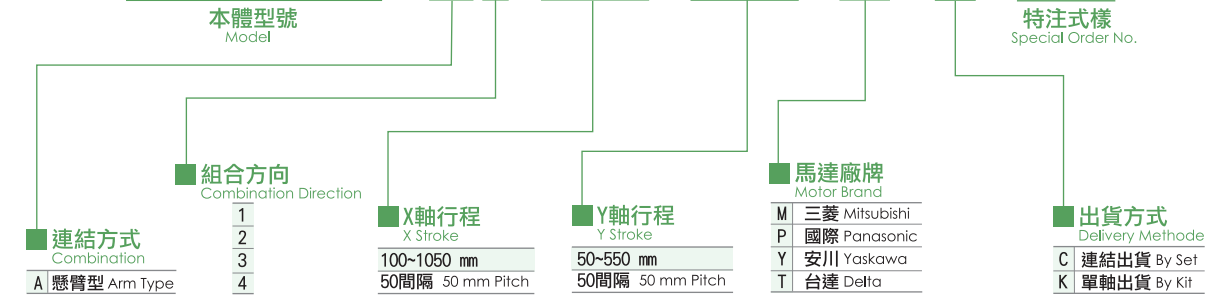 本體型號
Model
特注式樣
Special Order No.
連結方式
Combination
A 懸臂型 Arm Type
組合方向
Combination Direction
1
2
3
4
X軸行程
X Stroke
100~1050 mm
50間隔 50 mm Pitch
Y軸行程
Y Stroke
50~550 mm
50間隔 50 mm Pitch
馬達廠牌
Motor Brand
M 三菱 Mitsubishi
P 國際 Panasonic
Y 安川 Yaskawa
T 台達 Delta
出貨方式
Delivery Methode
C 連結出貨 By Set
K 單軸出貨 By Kit